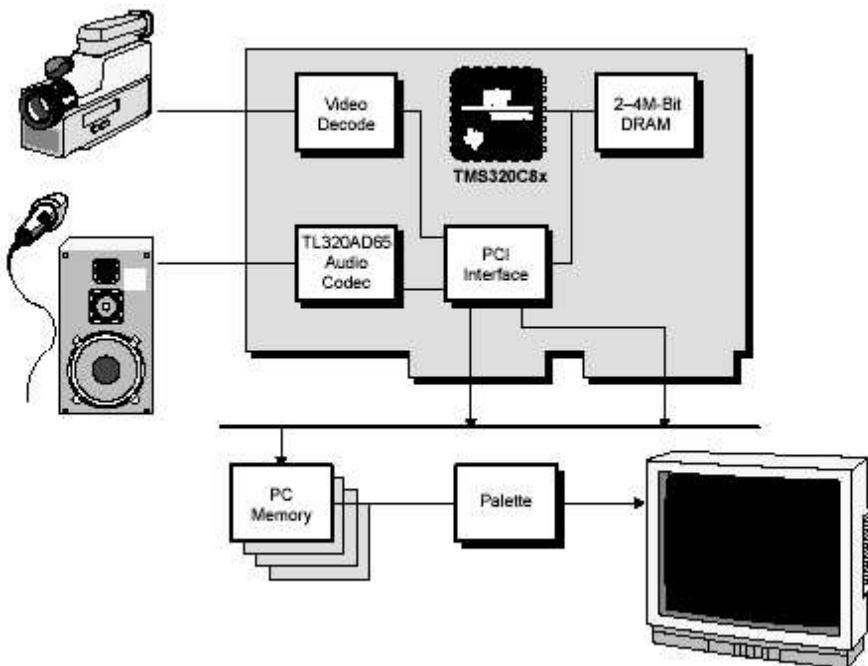 Video
Decode
2–4M-Bit
DRAM
TMS320C8x
TL320AD65
Audio
Codec
PCI
Interface
PC
Memory
Palette